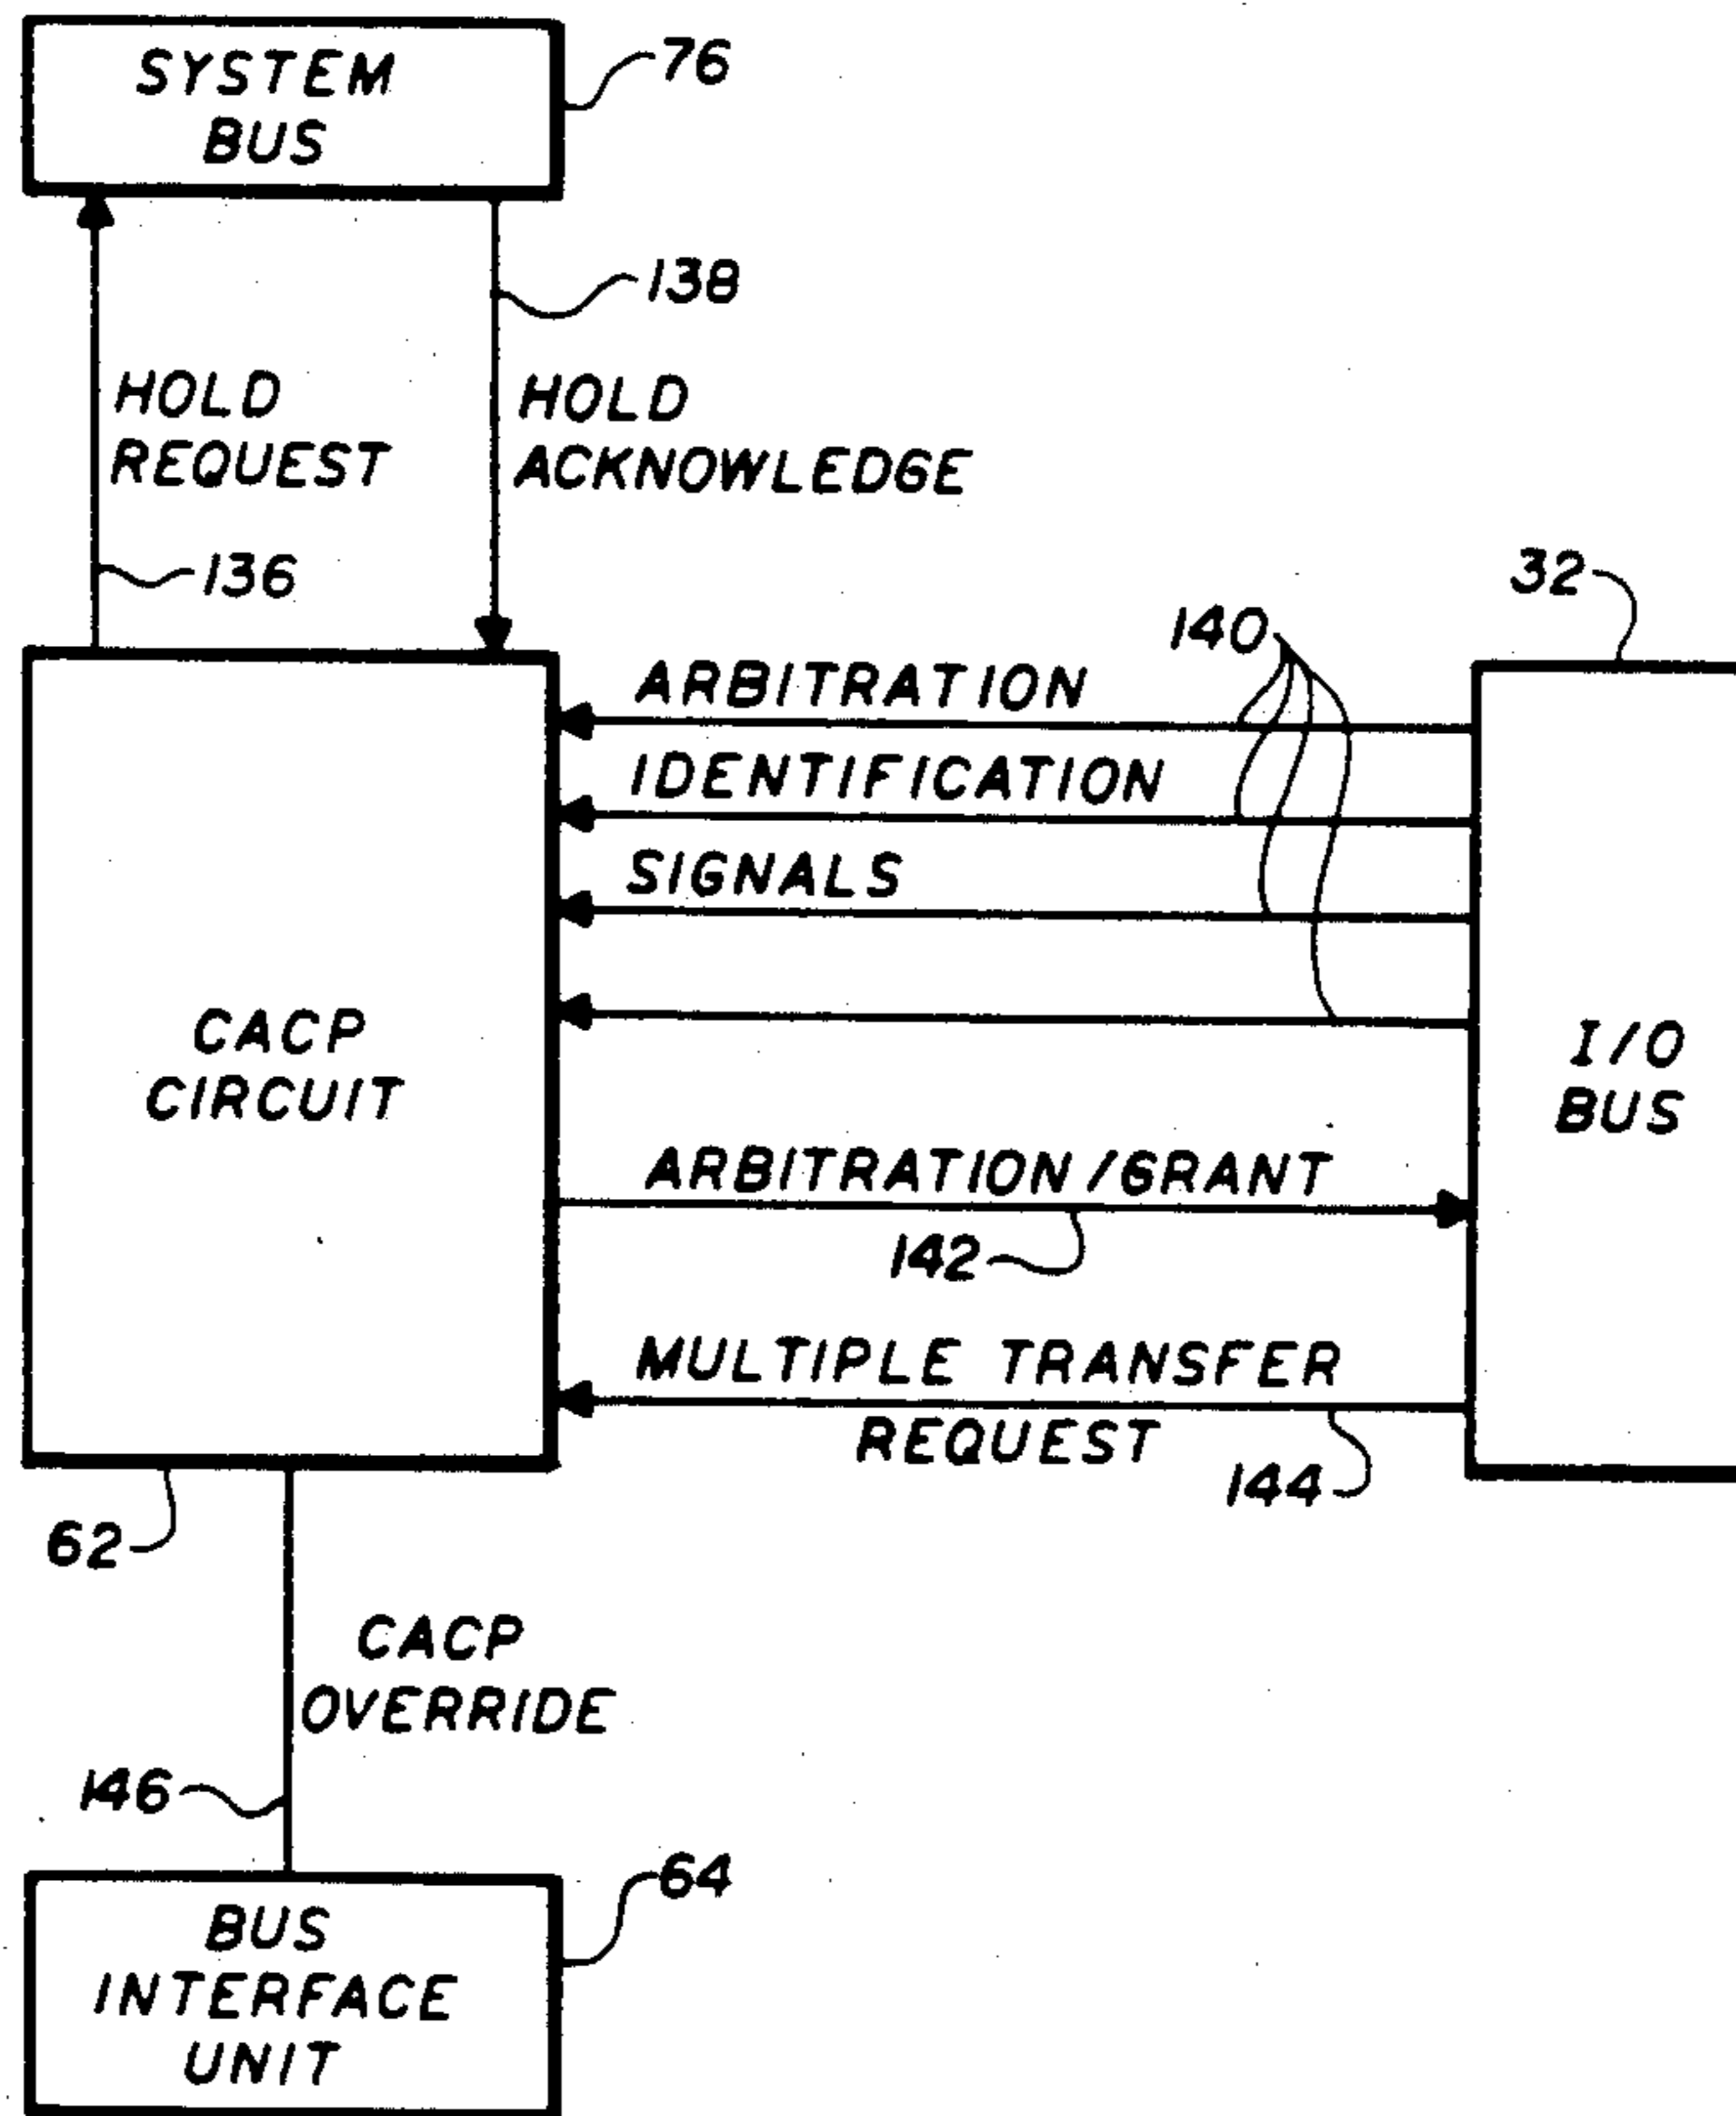 SYSTEM
BUS
76
138
HOLD
REQUEST
HOLD
ACKNOWLEDGE
136
32
140
ARBITRATION
IDENTIFICATION
SIGNALS
CACP
CIRCUIT
I/O
BUS
ARBITRATION/GRANT
142
MULTIPLE TRANSFER
REQUEST
144
62
CACP
OVERRIDE
146
64
BUS
INTERFACE
UNIT